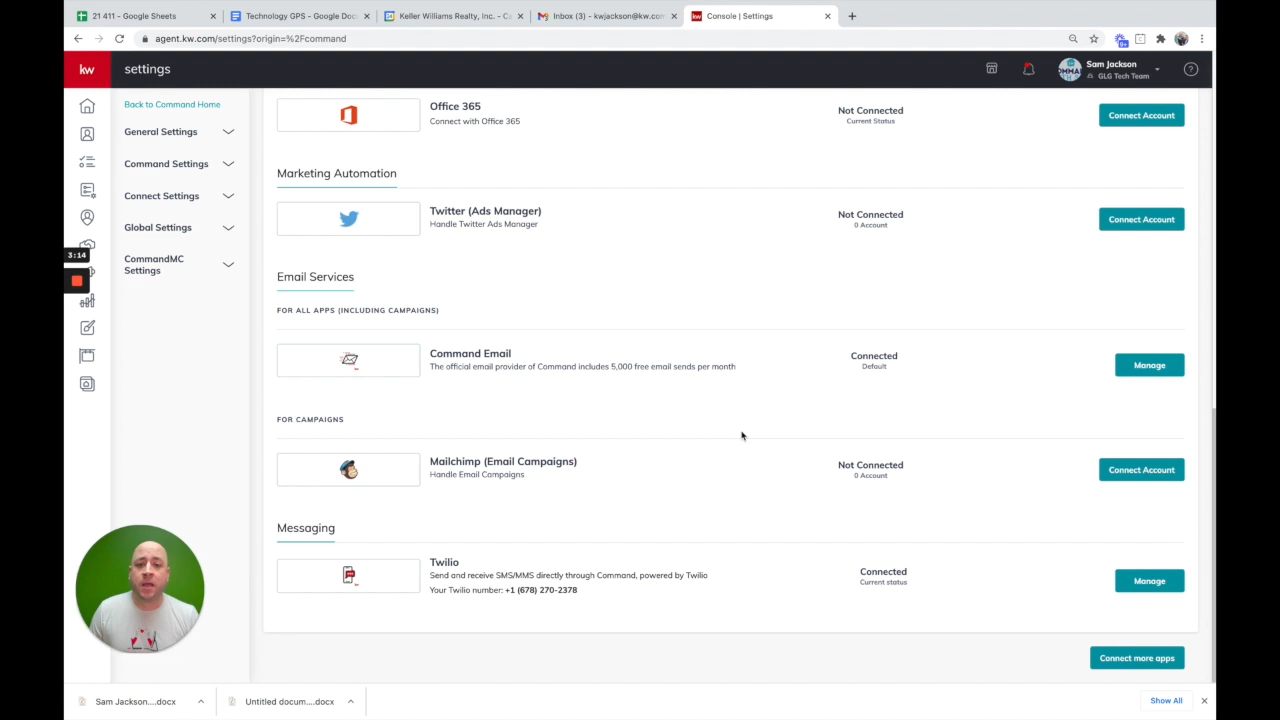 21 411 - Google Sheets
Technology GPS - Google Doc
Keller Williams Realty, Inc. - Ca
Inbox (3) - kwjackson@kw.com
Console | Settings
agent.kw.com/settings?origin=%2Fcommand
9+
kw
settings
Sam Jackson
GLG Tech Team
Back to Command Home
General Settings
Command Settings
Connect Settings
Global Settings
CommandMC
Settings
3:14
Office 365
Connect with Office 365
Not Connected
Current Status
Connect Account
Marketing Automation
Twitter (Ads Manager)
Handle Twitter Ads Manager
Not Connected
0 Account
Connect Account
Email Services
FOR ALL APPS (INCLUDING CAMPAIGNS)
Command Email
The official email provider of Command includes 5,000 free email sends per month
Connected
Default
Manage
FOR CAMPAIGNS
Mailchimp (Email Campaigns)
Handle Email Campaigns
Not Connected
0 Account
Connect Account
Messaging
Twilio
Send and receive SMS/MMS directly through Command, powered by Twilio
Your Twilio number: +1 (678) 270-2378
Connected
Current status
Manage
Connect more apps
Sam Jackson....docx
Untitled docum....docx
Show All